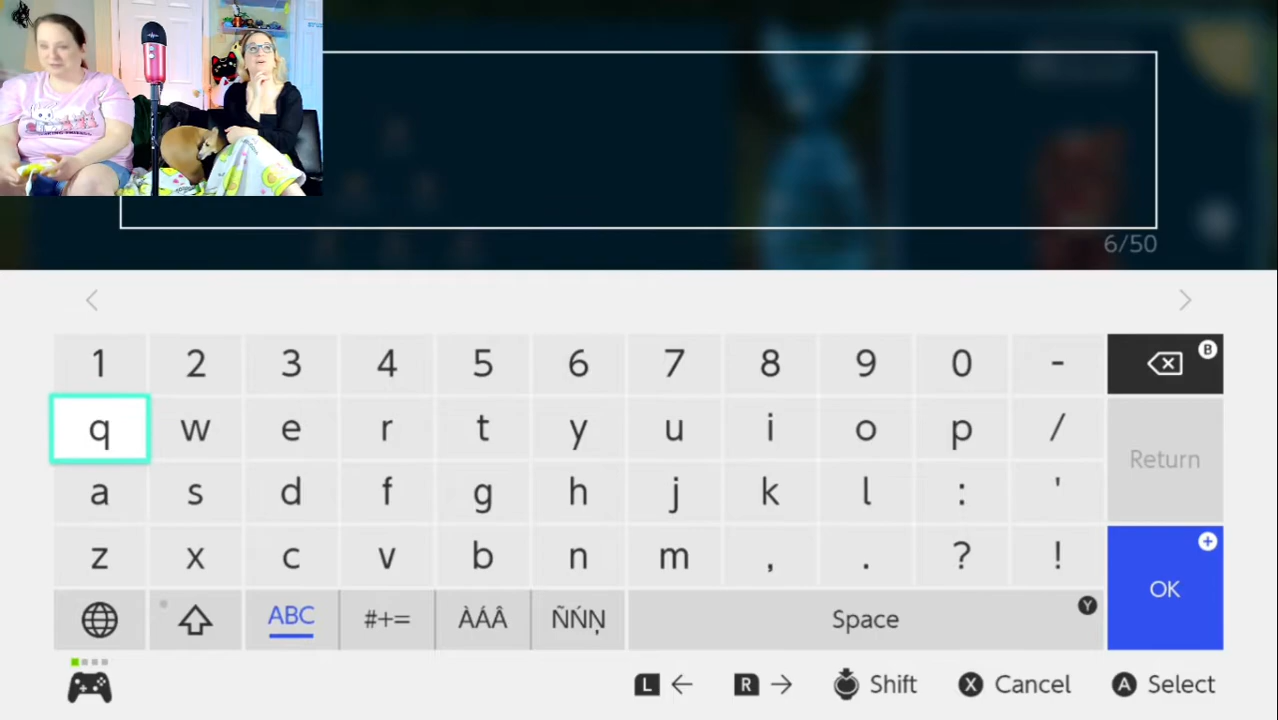 6/50
1 2 3 4 5 6 7 8 9 0 - B
q w e r t y u i o p /
Return
a s d f g h j k l : '
z x c v b n m , . ? ! +
OK
ABC #+= ÀÁÂ ÑŃŅ Space Y
L ← R → Shift X Cancel A Select